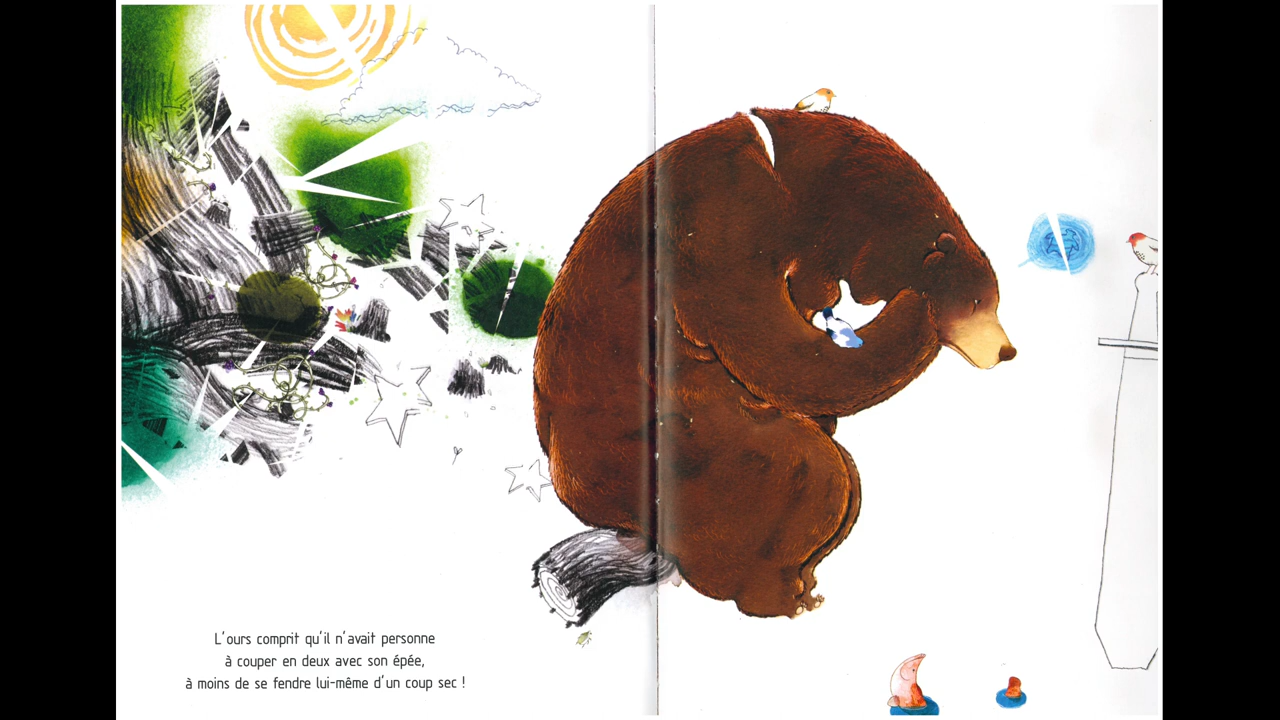 L'ours comprit qu'il n'avait personne
à couper en deux avec son épée,
à moins de se fendre lui-même d'un coup sec !